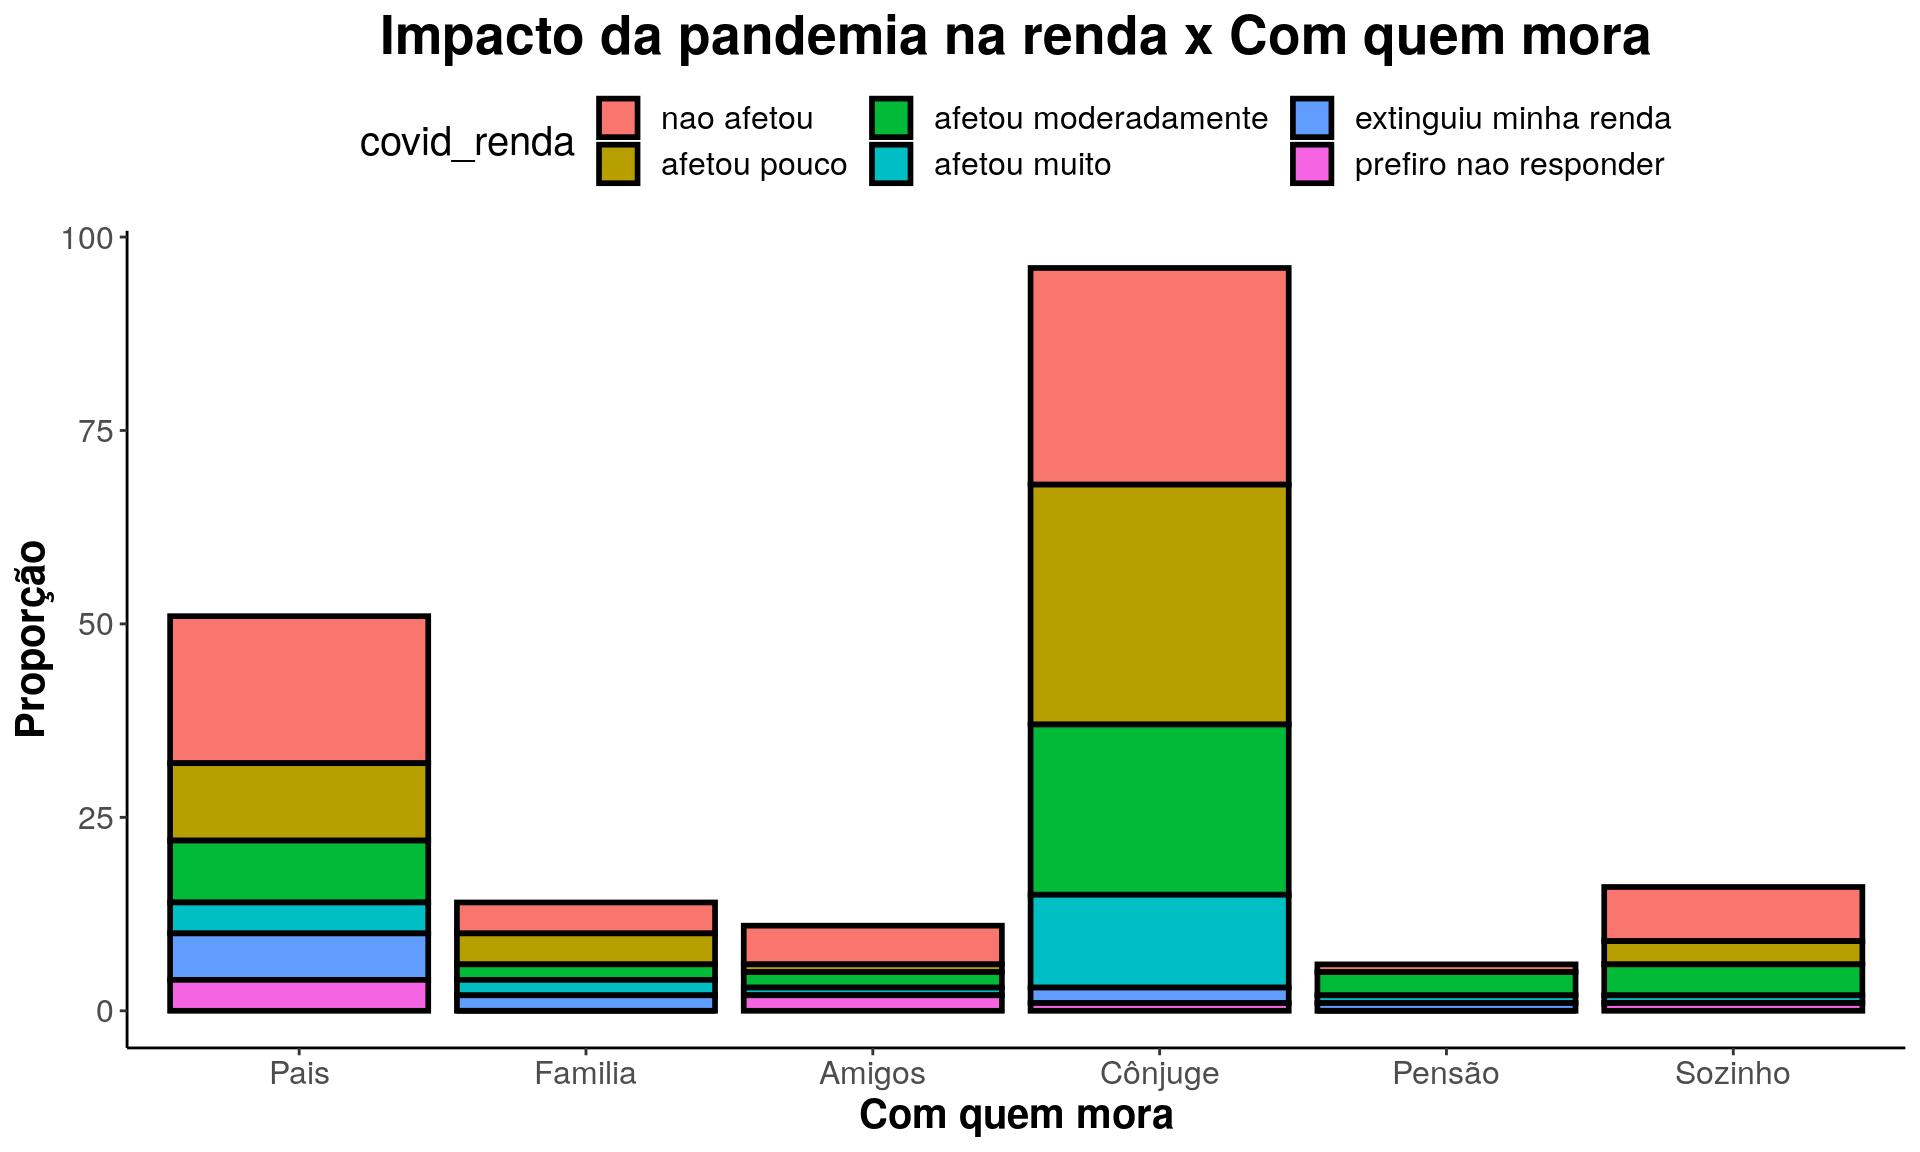 Impacto da pandemia na renda x Com quem mora
covid_renda
nao afetou
afetou moderadamente
extinguiu minha renda
afetou pouco
afetou muito
prefiro nao responder
100
75
50
25
0
Proporção
Pais
Familia
Amigos
Cônjuge
Pensão
Sozinho
Com quem mora